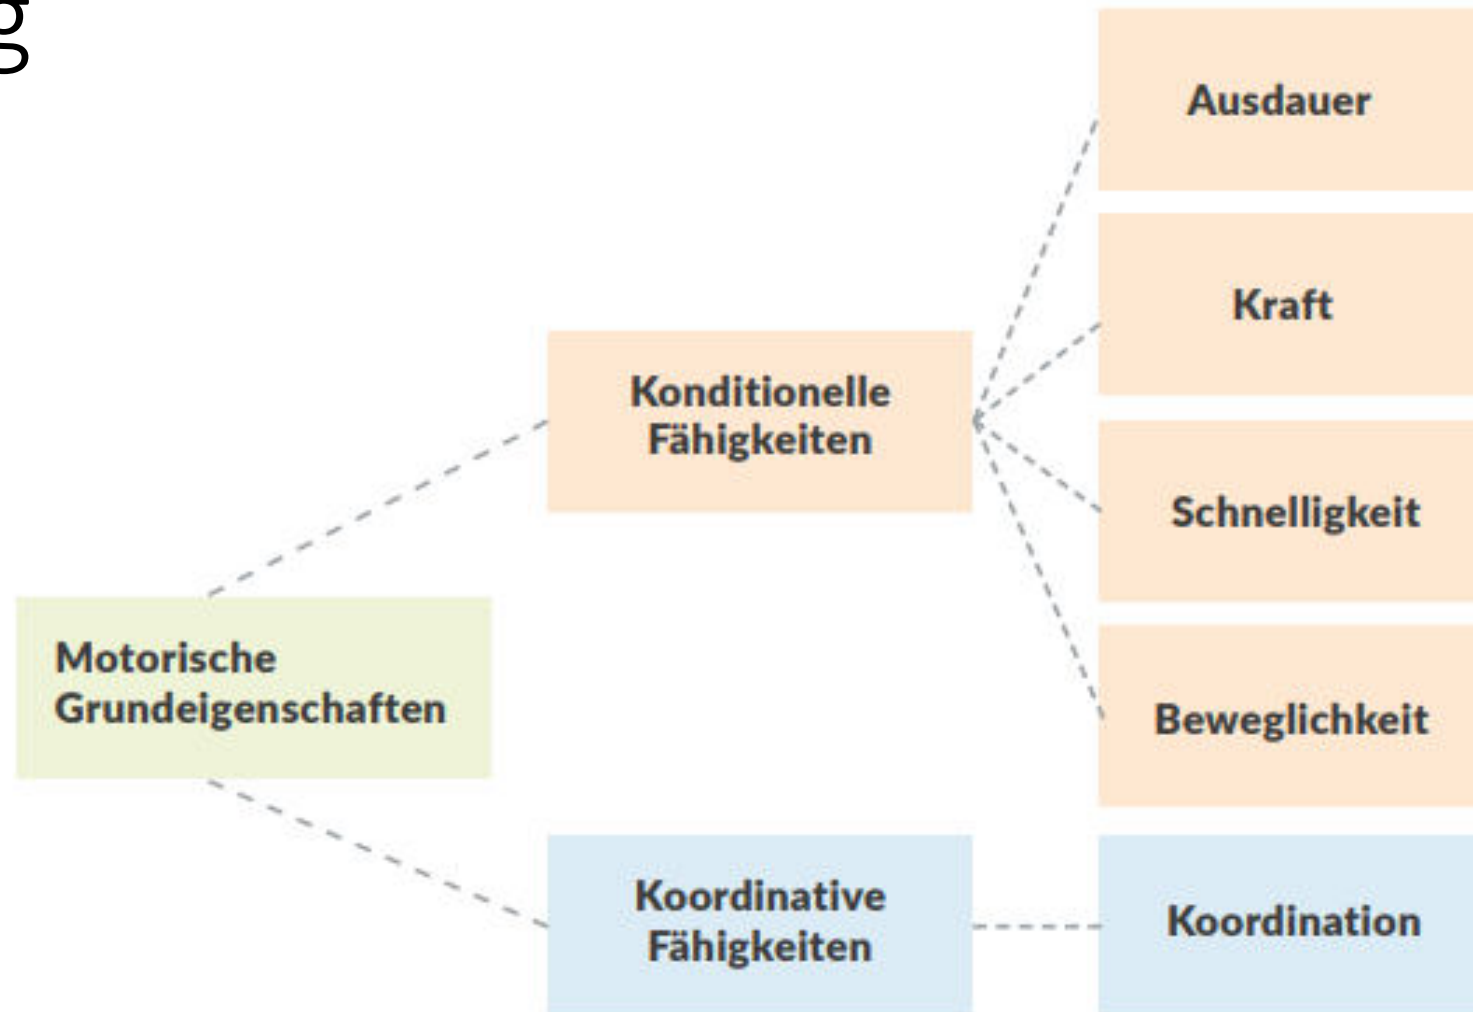 g
Ausdauer
Kraft
Konditionelle
Fähigkeiten
Schnelligkeit
Motorische
Grundeigenschaften
Beweglichkeit
Koordinative
Fähigkeiten
Koordination